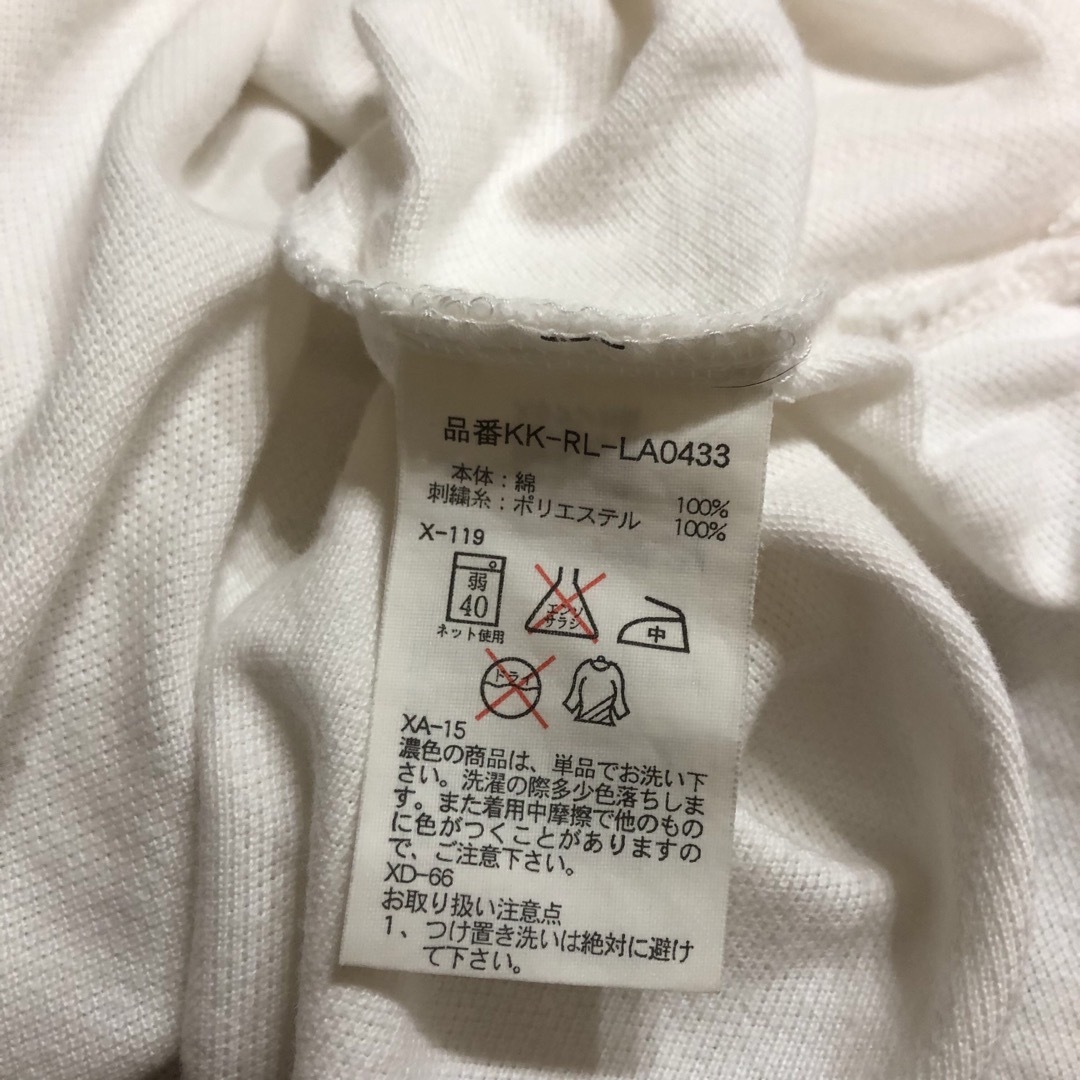 品番KK-RL-LA0433
本体：綿 100%
刺繍糸：ポリエステル 100%
X-119
弱
40
ネット使用
エンソ
サラシ
中
ドライ
XA-15
濃色の商品は、単品でお洗い下
さい。洗濯の際多少色落ちしま
す。また着用中摩擦で他のもの
に色がつくことがありますの
で、ご注意下さい。
XD-66
お取り扱い注意点
1、つけ置き洗いは絶対に避け
て下さい。